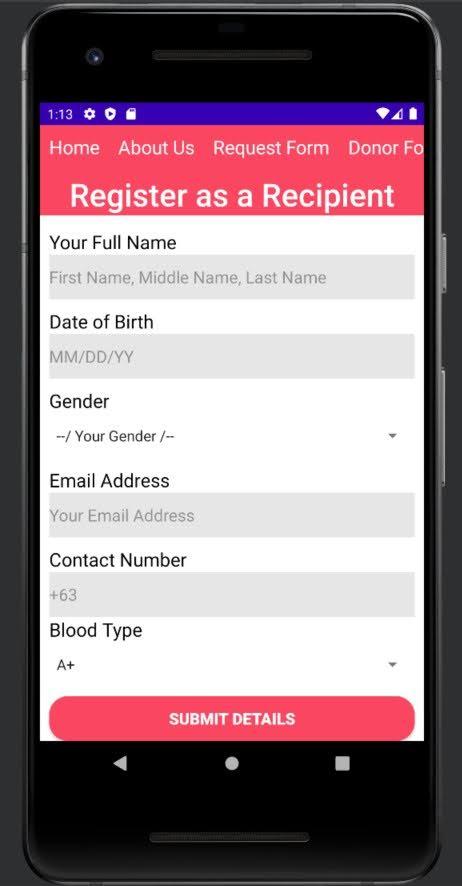 1:13
Home About Us Request Form Donor Fo
Register as a Recipient
Your Full Name
First Name, Middle Name, Last Name
Date of Birth
MM/DD/YY
Gender
--/ Your Gender /--
Email Address
Your Email Address
Contact Number
+63
Blood Type
A+
SUBMIT DETAILS